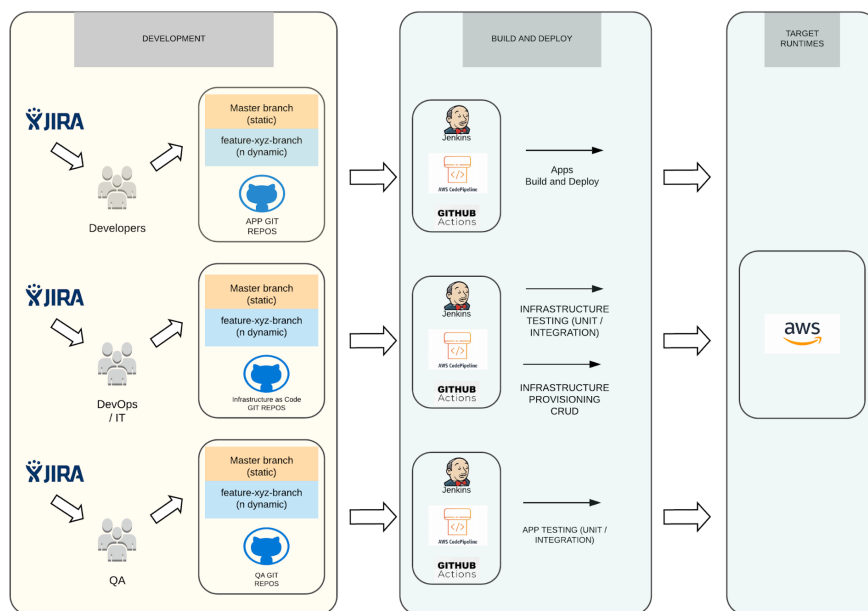 DEVELOPMENT
BUILD AND DEPLOY
TARGET
RUNTIMES
JIRA
Developers
Master branch
(static)
feature-xyz-branch
(n dynamic)
APP GIT
REPOS
Jenkins
AWS CodePipeline
GITHUB
Actions
Apps
Build and Deploy
JIRA
DevOps
/ IT
Master branch
(static)
feature-xyz-branch
(n dynamic)
Infrastructure as Code
GIT REPOS
Jenkins
AWS CodePipeline
GITHUB
Actions
INFRASTRUCTURE
TESTING (UNIT /
INTEGRATION)
INFRASTRUCTURE
PROVISIONING
CRUD
aws
JIRA
QA
Master branch
(static)
feature-xyz-branch
(n dynamic)
QA GIT
REPOS
Jenkins
AWS CodePipeline
GITHUB
Actions
APP TESTING (UNIT /
INTEGRATION)